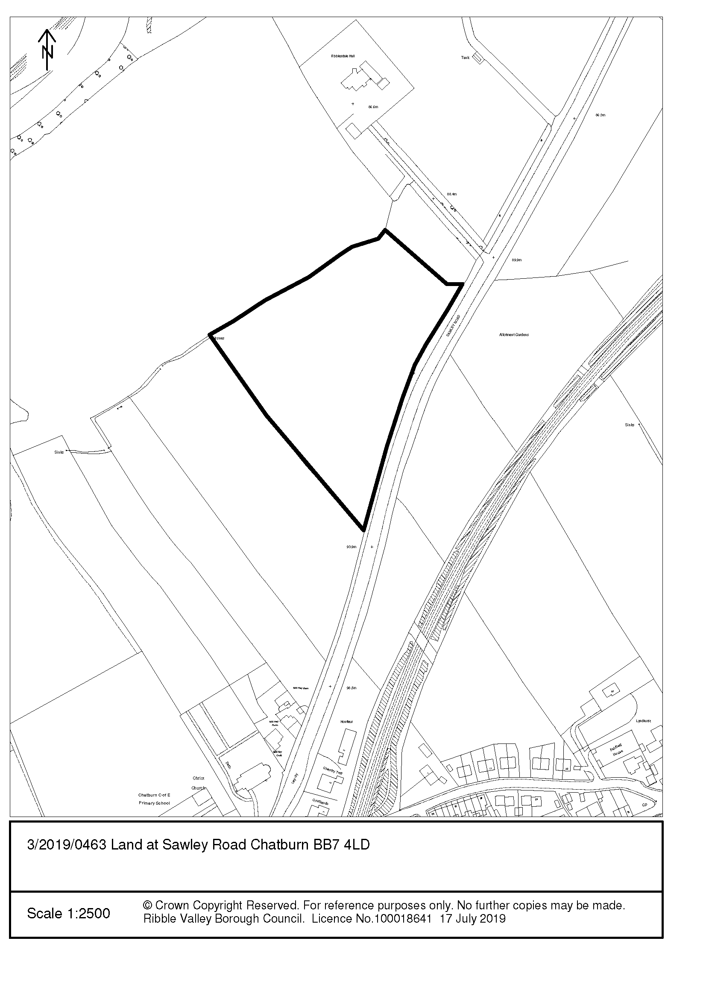 N
Ribblesdale Hall
Tank
86.6m
86.3m
88.4m
89.9m
SAWLEY ROAD
Issues
Allotment Gardens
Sinks
Sinks
Mill Hey Barn
Honfleur
Mill Hey
Farm
Mill Hey
Croft
Lyndhurst
Fairfield
House
Path
Chantry Toft
Lay-by
Christ
Church
Chatburn C of E
Primary School
Croftlands
GP
3/2019/0463 Land at Sawley Road Chatburn BB7 4LD
Scale 1:2500
© Crown Copyright Reserved. For reference purposes only. No further copies may be made.
Ribble Valley Borough Council. Licence No.100018641 17 July 2019